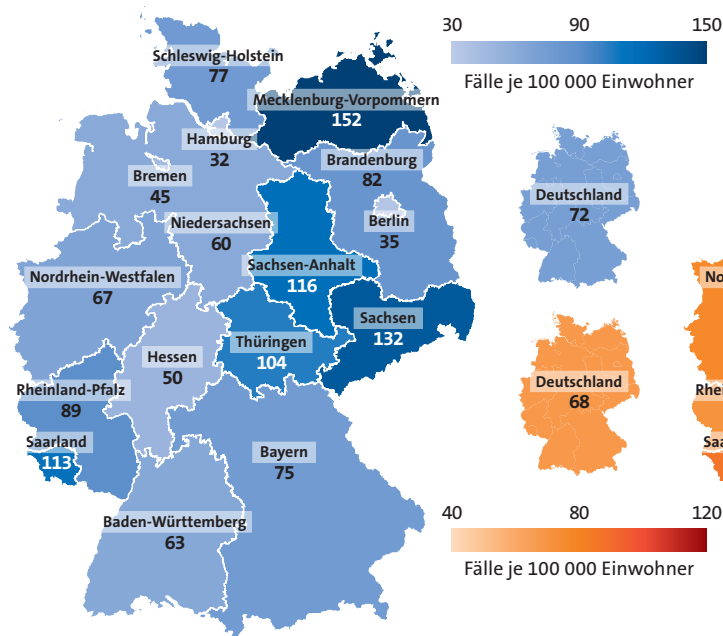 30 90 150
Fälle je 100 000 Einwohner
Schleswig-Holstein
77
Mecklenburg-Vorpommern
152
Hamburg
32
Brandenburg
82
Bremen
45
Berlin
35
Niedersachsen
60
Sachsen-Anhalt
116
Nordrhein-Westfalen
67
Sachsen
132
Thüringen
104
Hessen
50
Rheinland-Pfalz
89
Saarland
113
Bayern
75
Baden-Württemberg
63
Deutschland
72
Deutschland
68
No
Rhei
Saa
40 80 120
Fälle je 100 000 Einwohner